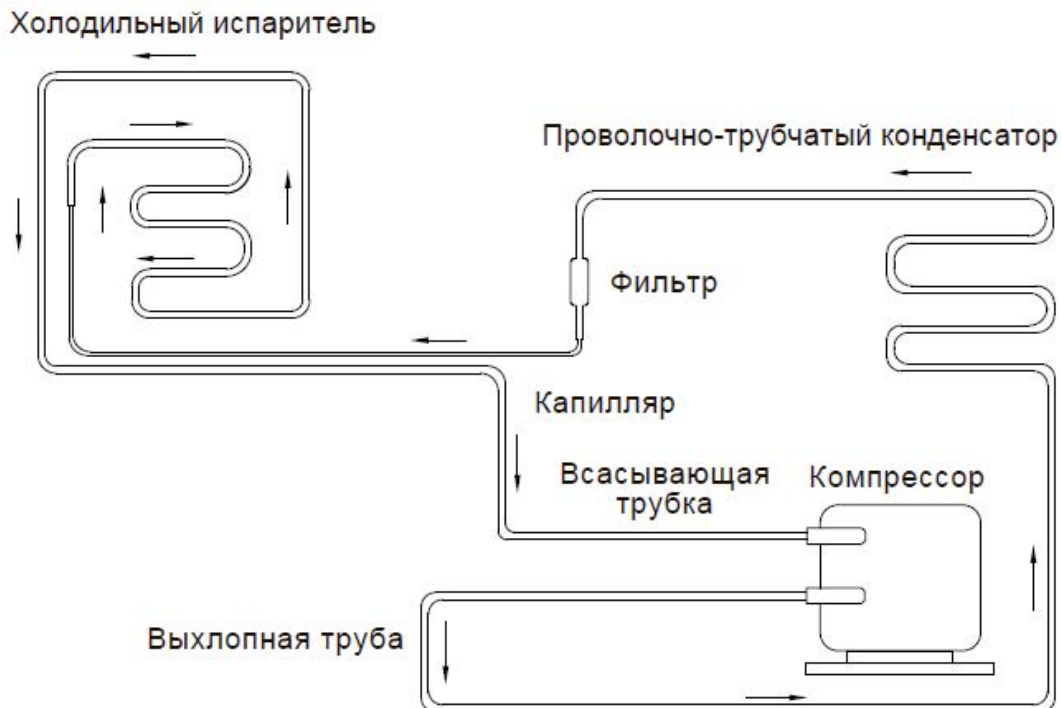 Холодильный испаритель
Проволочно-трубчатый конденсатор
Фильтр
Капилляр
Всасывающая
трубка
Компрессор
Выхлопная труба